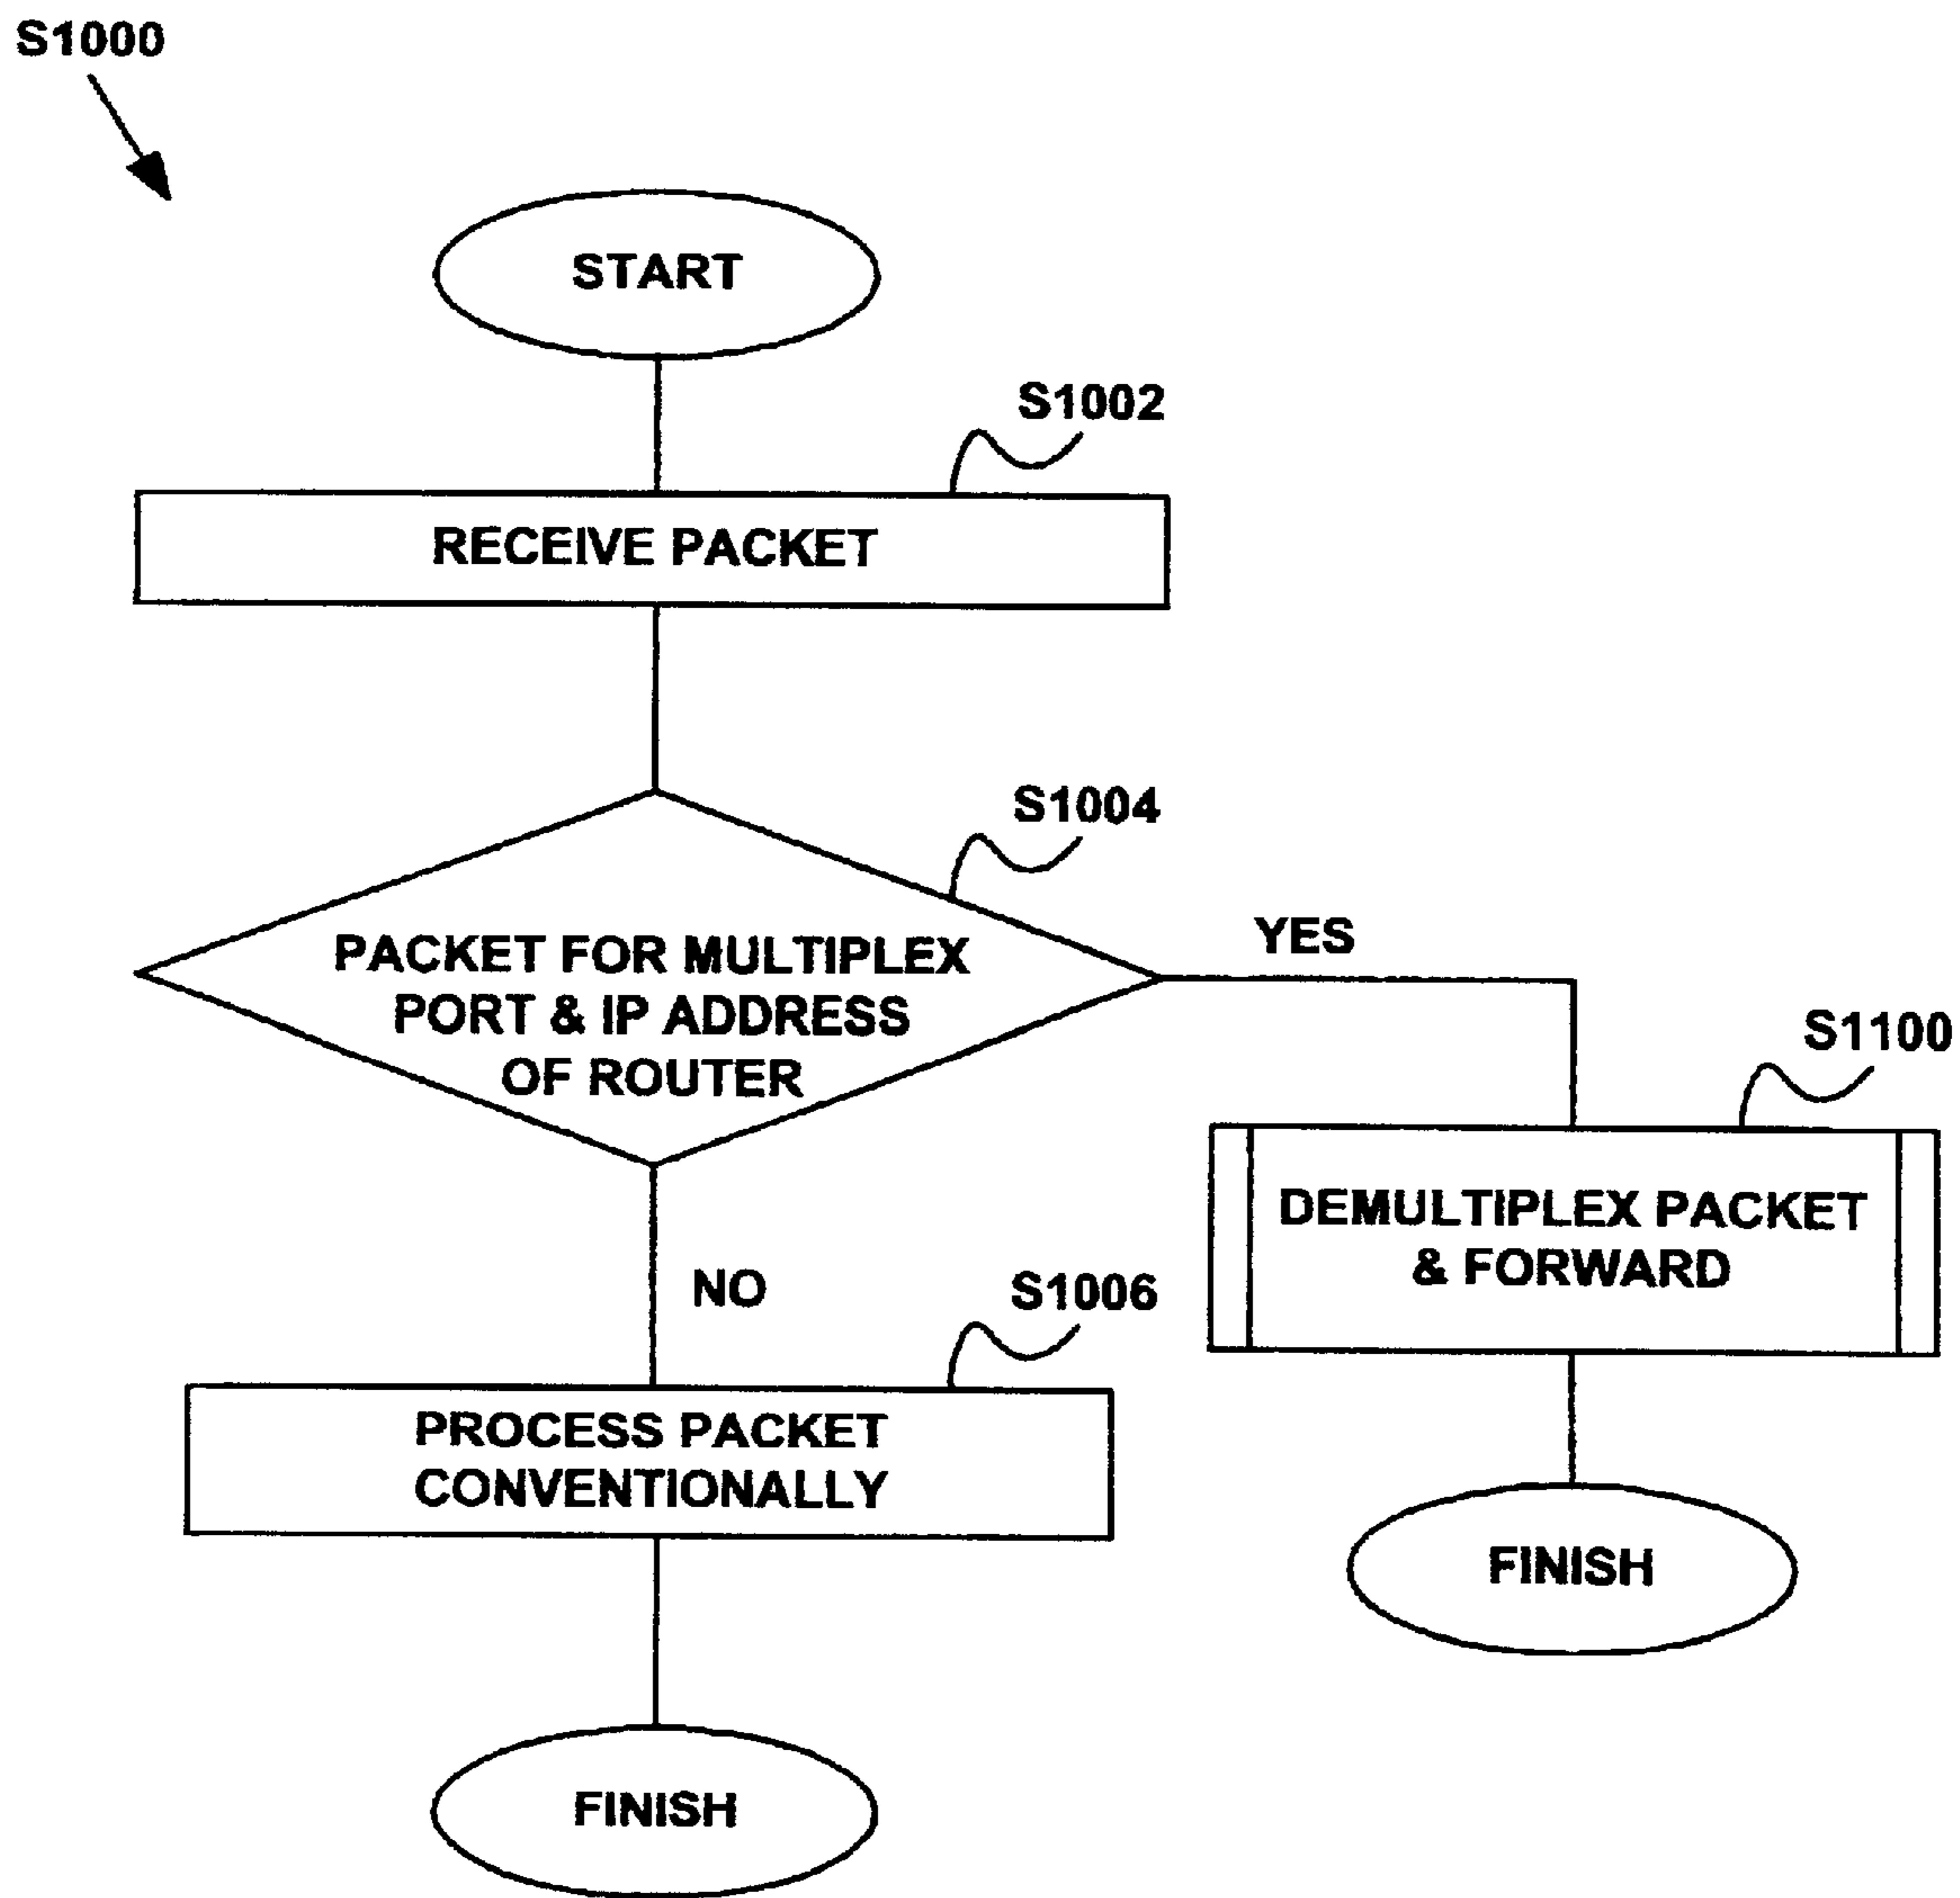 S1000
START
S1002
RECEIVE PACKET
S1004
PACKET FOR MULTIPLEX
PORT & IP ADDRESS
OF ROUTER
YES
S1100
DEMULTIPLEX PACKET
& FORWARD
NO
S1006
PROCESS PACKET
CONVENTIONALLY
FINISH
FINISH